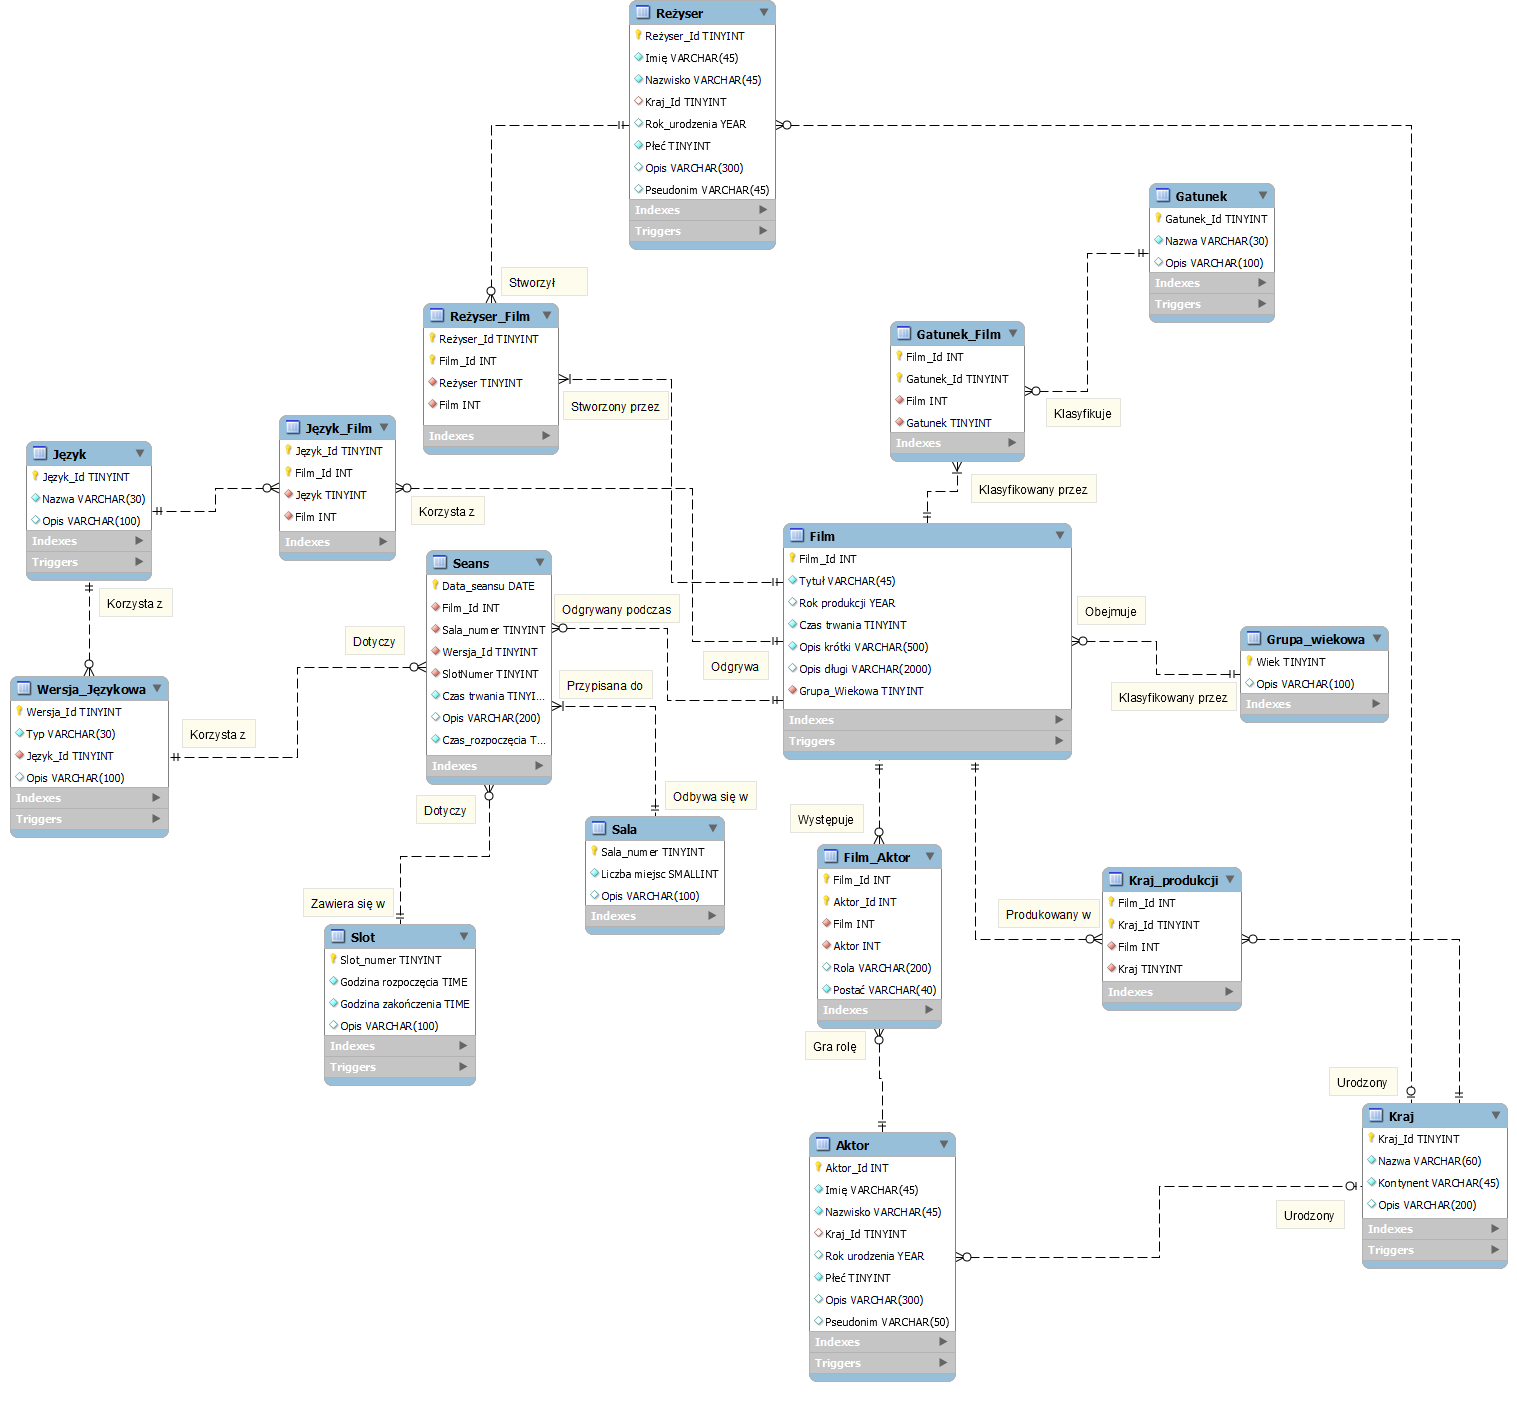 Reżyser
Reżyser_Id TINYINT
Imię VARCHAR(45)
Nazwisko VARCHAR(45)
Kraj_Id TINYINT
Rok_urodzenia YEAR
Płeć TINYINT
Opis VARCHAR(300)
Pseudonim VARCHAR(45)
Indexes
Triggers
Gatunek
Gatunek_Id TINYINT
Nazwa VARCHAR(30)
Opis VARCHAR(100)
Indexes
Triggers
Stworzył
Reżyser_Film
Reżyser_Id TINYINT
Film_Id INT
Reżyser TINYINT
Film INT
Indexes
Stworzony przez
Gatunek_Film
Film_Id INT
Gatunek_Id TINYINT
Film INT
Gatunek TINYINT
Indexes
Klasyfikuje
Klasyfikowany przez
Język_Film
Język_Id TINYINT
Film_Id INT
Język TINYINT
Film INT
Indexes
Korzysta z
Język
Język_Id TINYINT
Nazwa VARCHAR(30)
Opis VARCHAR(100)
Indexes
Triggers
Korzysta z
Seans
Data_seansu DATE
Film_Id INT
Sala_numer TINYINT
Wersja_Id TINYINT
SlotNumer TINYINT
Czas trwania TINYI...
Opis VARCHAR(200)
Czas_rozpoczęcia T...
Indexes
Odgrywany podczas
Przypisana do
Odgrywa
Dotyczy
Film
Film_Id INT
Tytuł VARCHAR(45)
Rok produkcji YEAR
Czas trwania TINYINT
Opis krótki VARCHAR(500)
Opis długi VARCHAR(2000)
Grupa_Wiekowa TINYINT
Indexes
Triggers
Obejmuje
Klasyfikowany przez
Grupa_wiekowa
Wiek TINYINT
Opis VARCHAR(100)
Indexes
Wersja_Językowa
Wersja_Id TINYINT
Typ VARCHAR(30)
Język_Id TINYINT
Opis VARCHAR(100)
Indexes
Triggers
Korzysta z
Dotyczy
Odbywa się w
Sala
Sala_numer TINYINT
Liczba miejsc SMALLINT
Opis VARCHAR(100)
Indexes
Występuje
Film_Aktor
Film_Id INT
Aktor_Id INT
Film INT
Aktor INT
Rola VARCHAR(200)
Postać VARCHAR(40)
Indexes
Gra rolę
Produkowany w
Kraj_produkcji
Film_Id INT
Kraj_Id TINYINT
Film INT
Kraj TINYINT
Indexes
Zawiera się w
Slot
Slot_numer TINYINT
Godzina rozpoczęcia TIME
Godzina zakończenia TIME
Opis VARCHAR(100)
Indexes
Triggers
Urodzony
Kraj
Kraj_Id TINYINT
Nazwa VARCHAR(60)
Kontynent VARCHAR(45)
Opis VARCHAR(200)
Indexes
Triggers
Urodzony
Aktor
Aktor_Id INT
Imię VARCHAR(45)
Nazwisko VARCHAR(45)
Kraj_Id TINYINT
Rok urodzenia YEAR
Płeć TINYINT
Opis VARCHAR(300)
Pseudonim VARCHAR(50)
Indexes
Triggers